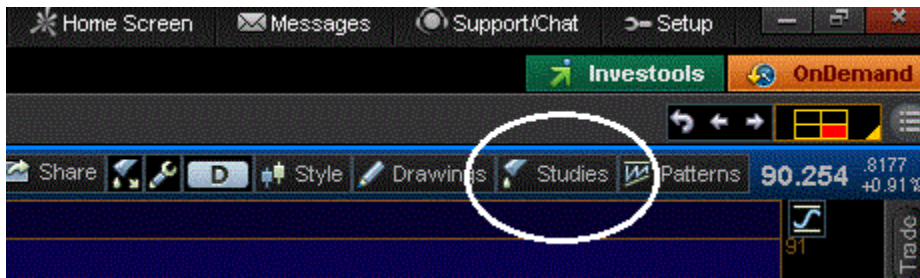 Home Screen Messages Support/Chat Setup
Investools OnDemand
Share D Style Drawings Studies Patterns 90.254 .8177
+0.91%
91
Trade